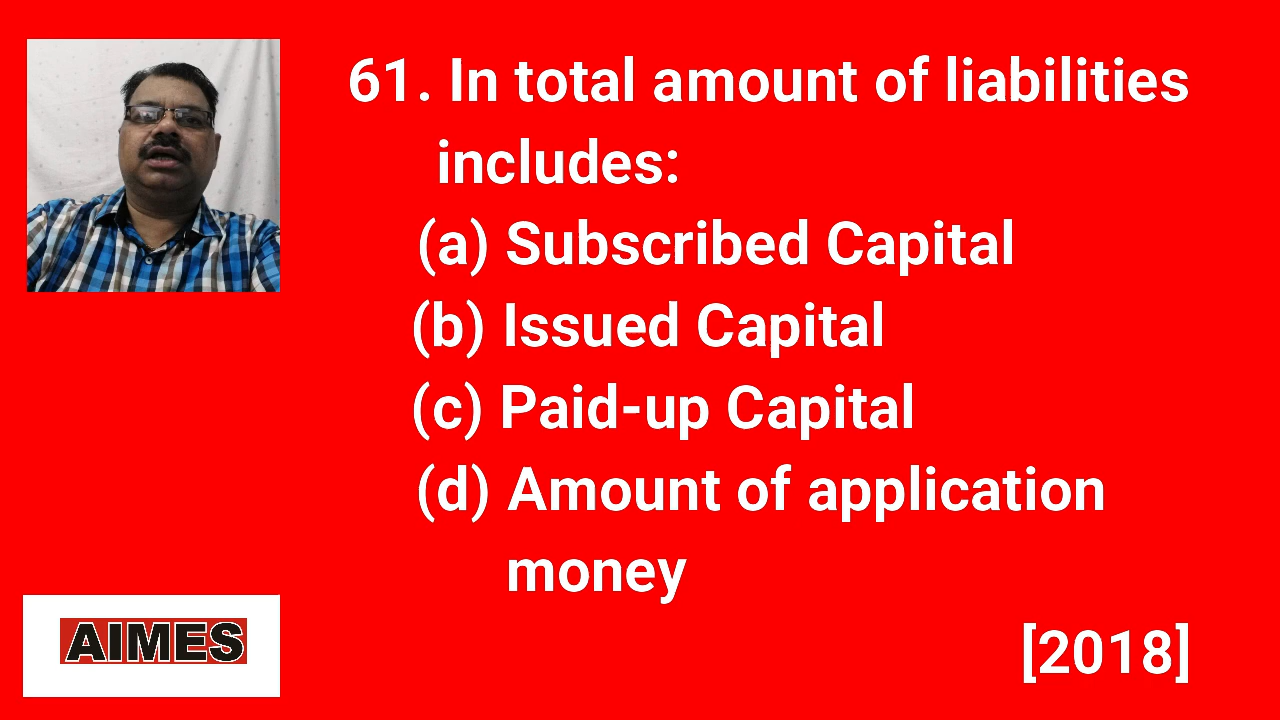 61. In total amount of liabilities
includes:
(a) Subscribed Capital
(b) Issued Capital
(c) Paid-up Capital
(d) Amount of application
money
[2018]
AIMES